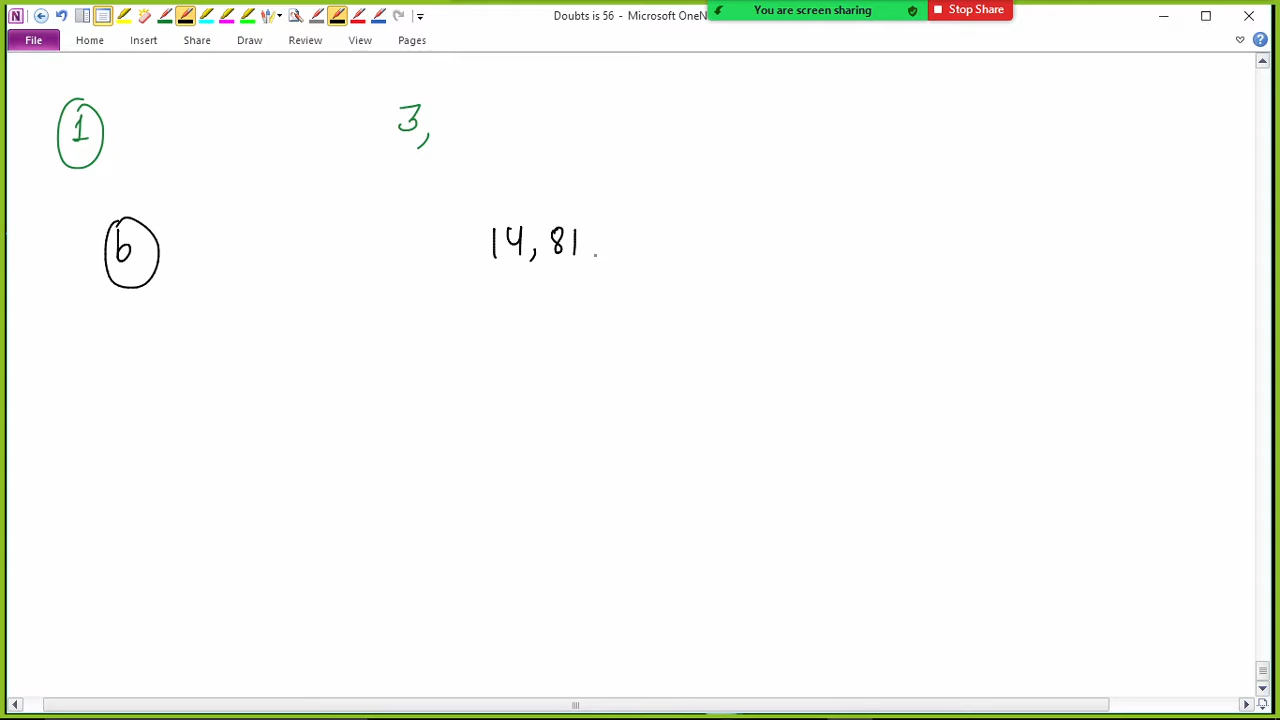 Doubts is 56 - Microsoft OneN
You are screen sharing
Stop Share
File Home Insert Share Draw Review View Pages
1 3,
b 14, 81